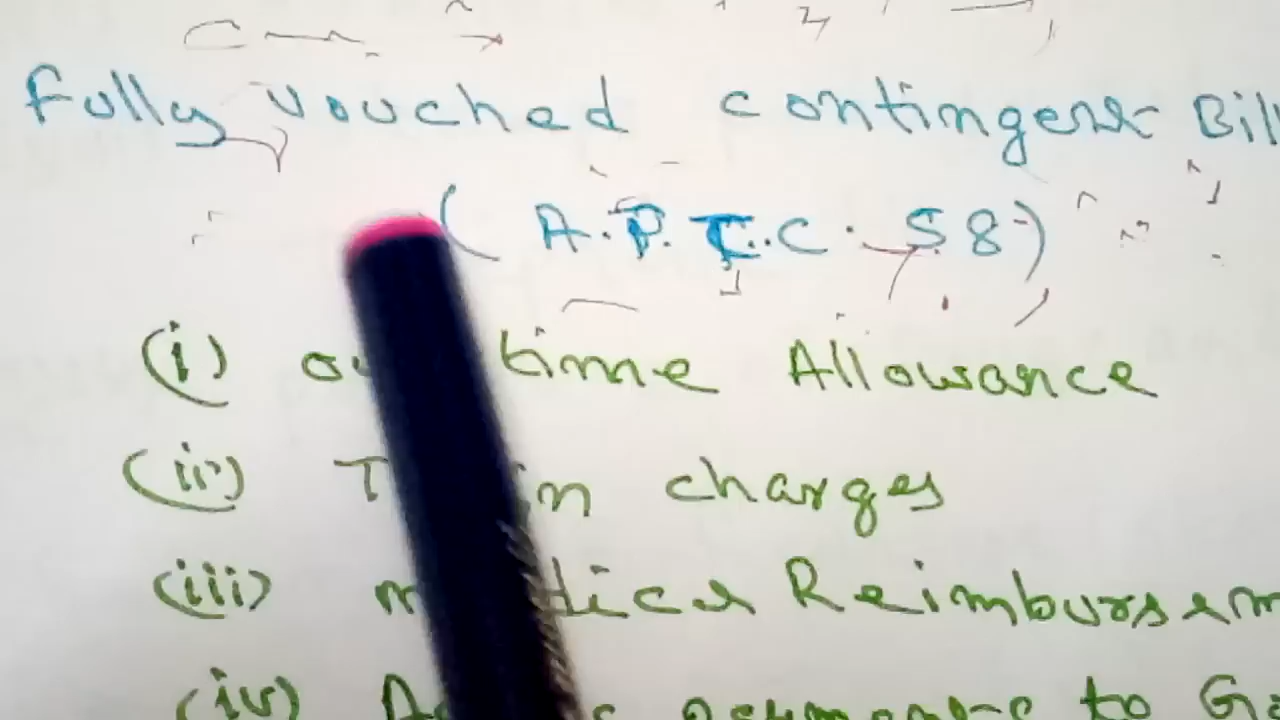 Fully vouched contingent Bill
(A.P.T.C. 58)
(i) time Allowance
(ii) charges
(iii) Reimbursem
(iv) to